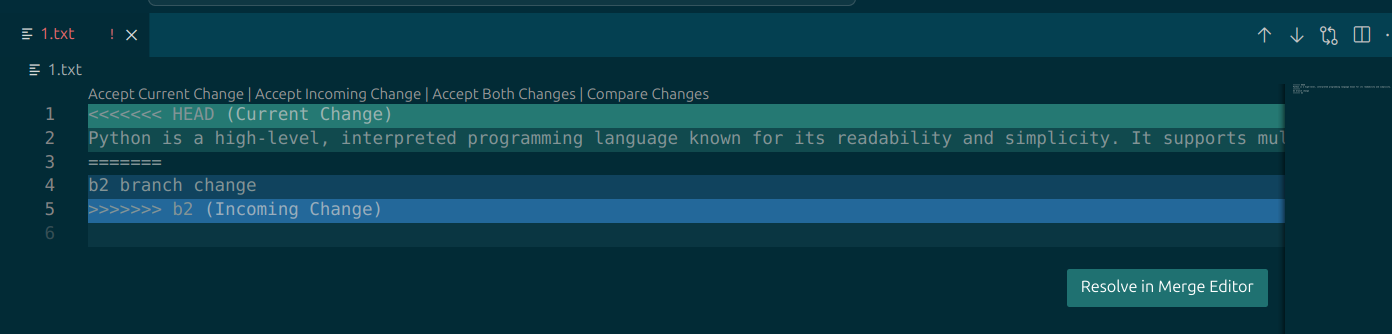 1.txt ! ×
1.txt
Accept Current Change | Accept Incoming Change | Accept Both Changes | Compare Changes
1 <<<<<<< HEAD (Current Change)
2 Python is a high-level, interpreted programming language known for its readability and simplicity. It supports mul
3 =======
4 b2 branch change
5 >>>>>>> b2 (Incoming Change)
6
Resolve in Merge Editor